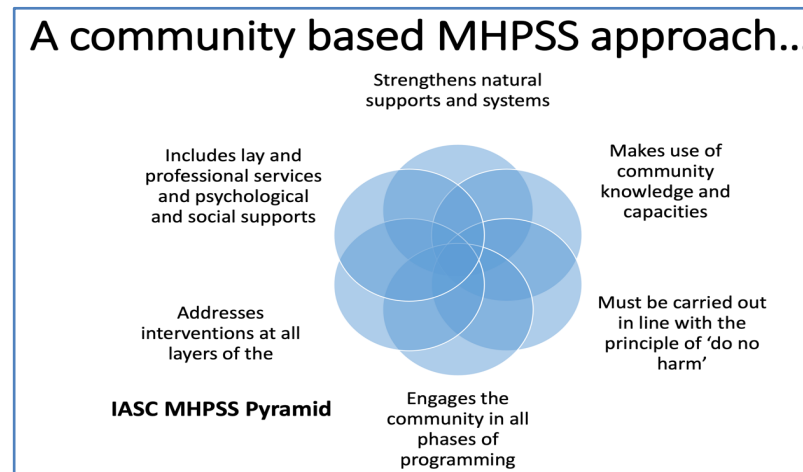 A community based MHPSS approach...
Strengthens natural
supports and systems
Makes use of
community
knowledge and
capacities
Must be carried out
in line with the
principle of ‘do no
harm’
Engages the
community in all
phases of
programming
Addresses
interventions at all
layers of the
IASC MHPSS Pyramid
Includes lay and
professional services
and psychological
and social supports